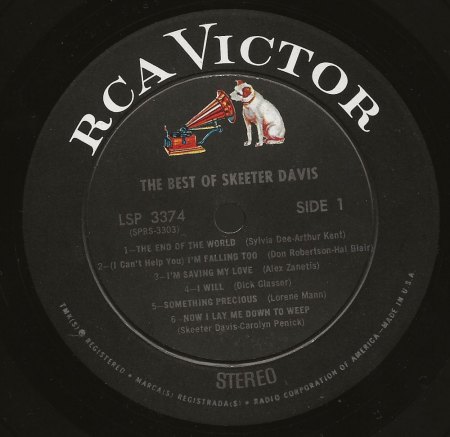 RCA VICTOR
THE BEST OF SKEETER DAVIS
LSP 3374
SIDE 1
(SPRS-3303)
1—THE END OF THE WORLD (Sylvia Dee-Arthur Kent)
2—(I Can't Help You) I'M FALLING TOO (Don Robertson-Hal Blair)
3—I'M SAVING MY LOVE (Alex Zanetis)
4—I WILL (Dick Glasser)
5—SOMETHING PRECIOUS (Lorene Mann)
6—NOW I LAY ME DOWN TO WEEP
(Skeeter Davis-Carolyn Penick)
STEREO
TMK(S) ® REGISTERED • MARCA(S) REGISTRADA(S) • RADIO CORPORATION OF AMERICA—MADE IN U.S.A.